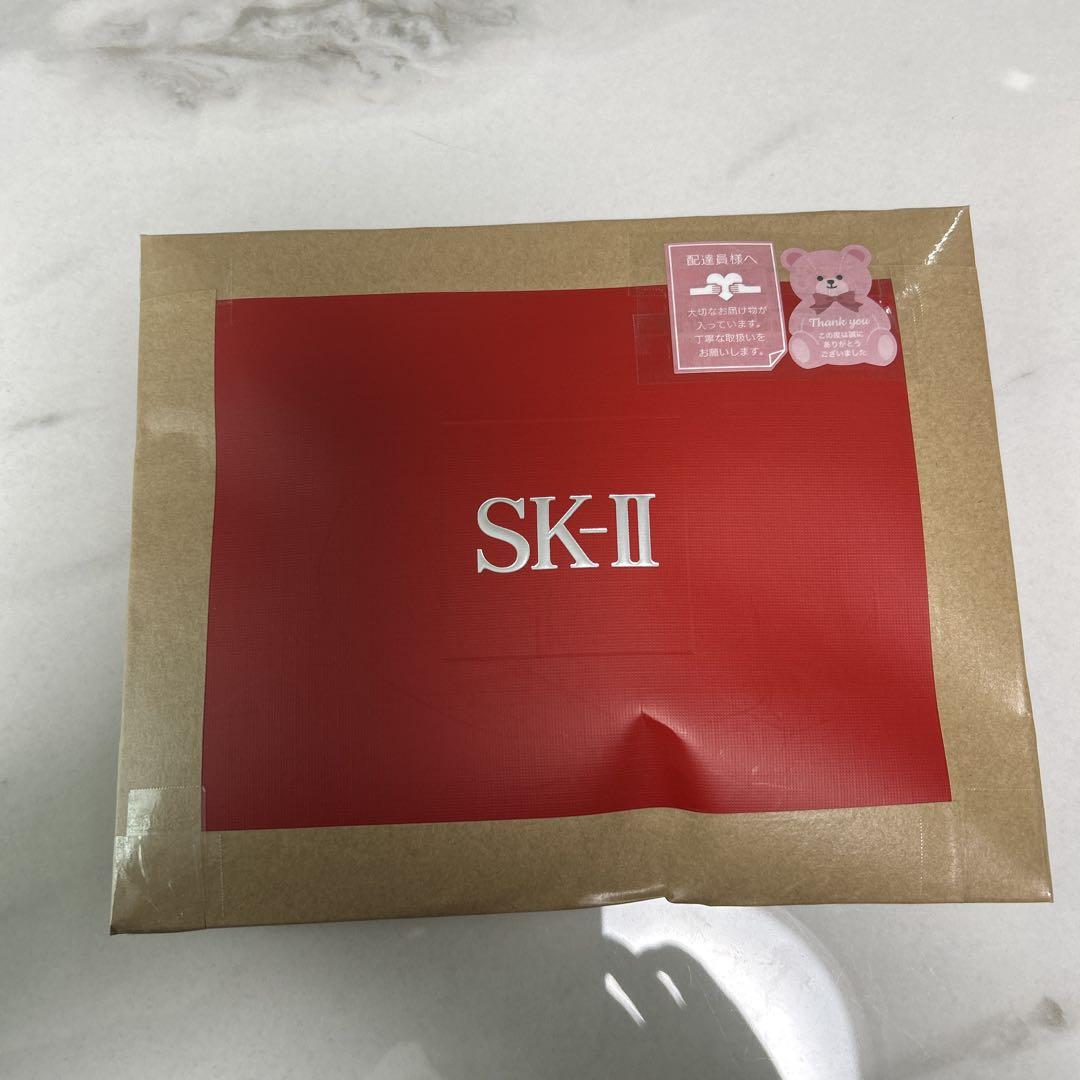 配達員様へ
大切なお届け物が
入っています。
丁寧な取扱いを
お願いします。
Thank you
この度は誠に
ありがとう
ございました
SK-II